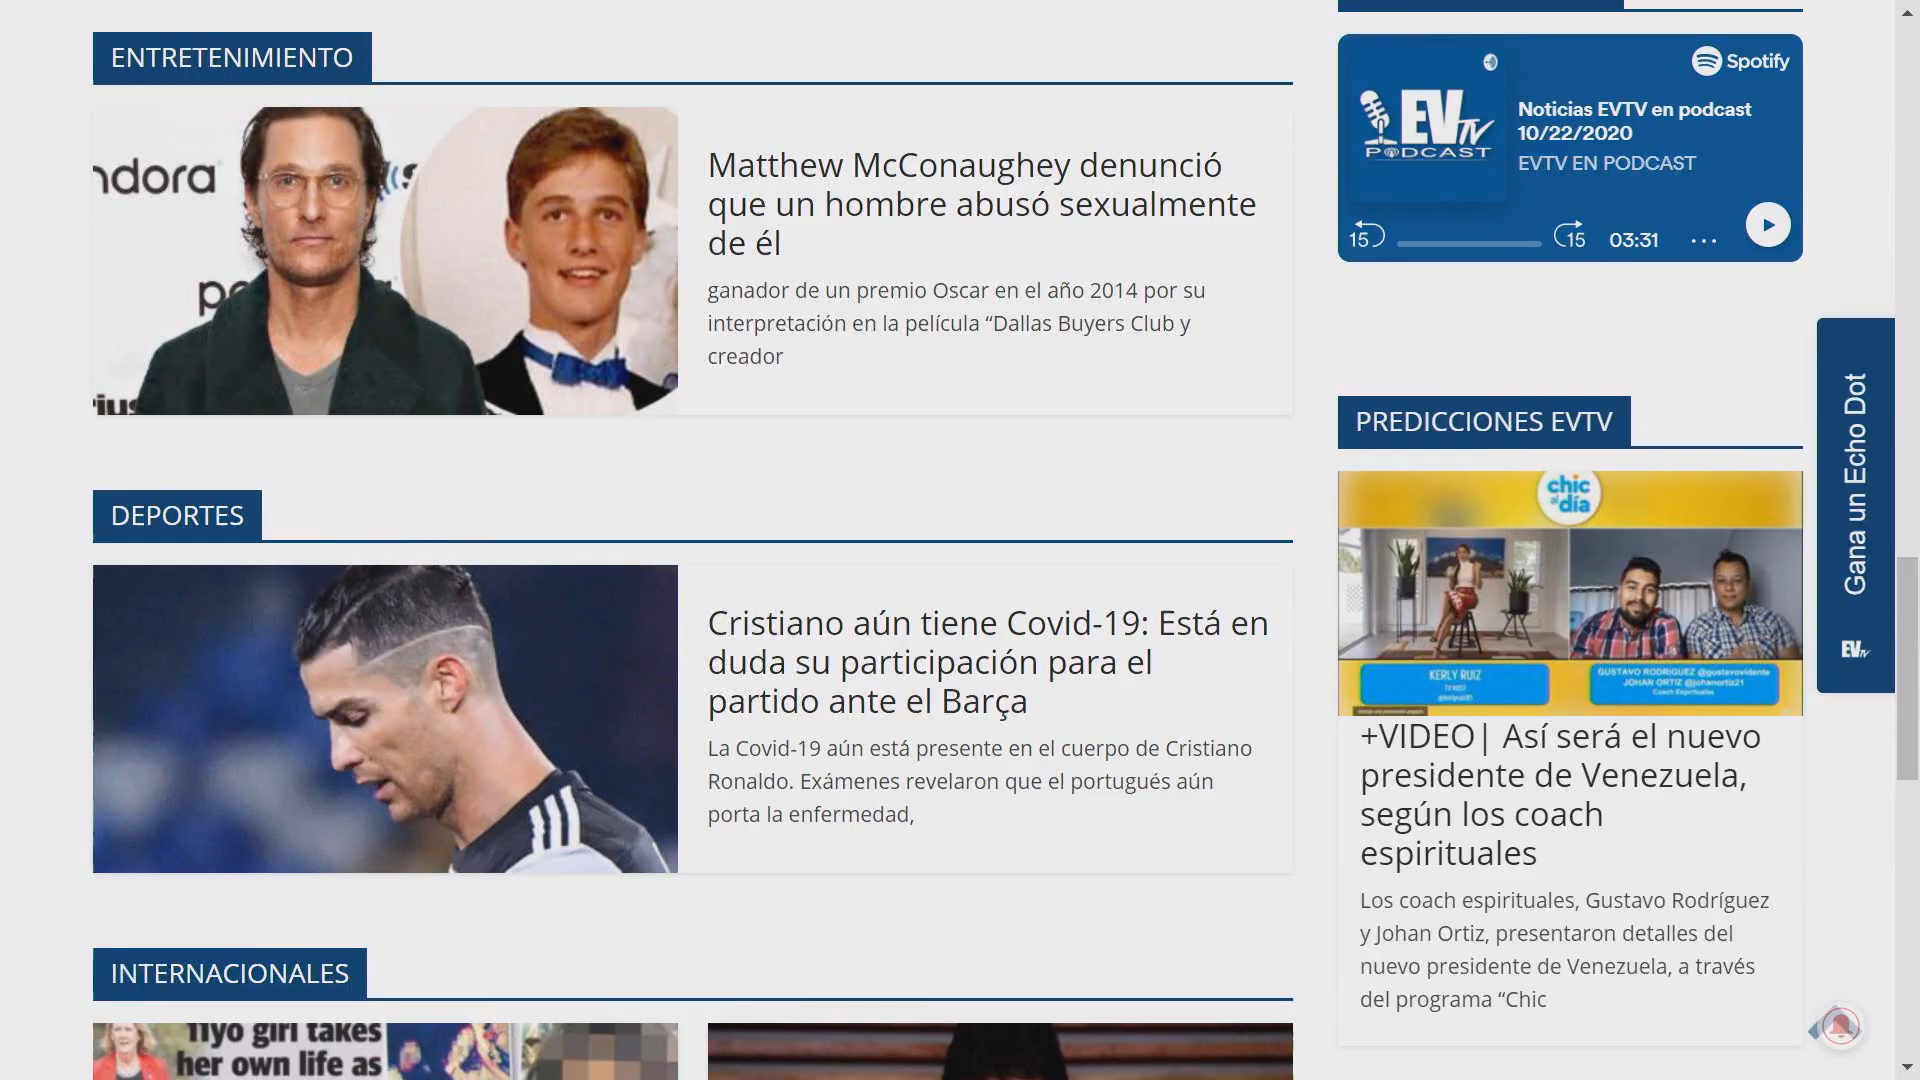 ENTRETENIMIENTO
ndora
Matthew McConaughey denunció
que un hombre abusó sexualmente
de él
ganador de un premio Oscar en el año 2014 por su
interpretación en la película “Dallas Buyers Club y
creador
DEPORTES
Cristiano aún tiene Covid-19: Está en
duda su participación para el
partido ante el Barça
La Covid-19 aún está presente en el cuerpo de Cristiano
Ronaldo. Exámenes revelaron que el portugués aún
porta la enfermedad,
INTERNACIONALES
11yo girl takes
her own life as
Spotify
EVTV
PODCAST
Noticias EVTV en podcast
10/22/2020
EVTV EN PODCAST
15
15
03:31
PREDICCIONES EVTV
chic
al día
KERLY RUIZ
GUSTAVO RODRIGUEZ @gustavovidente
JOHAN ORTIZ @johanortiz21
Coach Espirituales
+VIDEO| Así será el nuevo
presidente de Venezuela,
según los coach
espirituales
Los coach espirituales, Gustavo Rodríguez
y Johan Ortiz, presentaron detalles del
nuevo presidente de Venezuela, a través
del programa “Chic
Gana un Echo Dot
EVTV